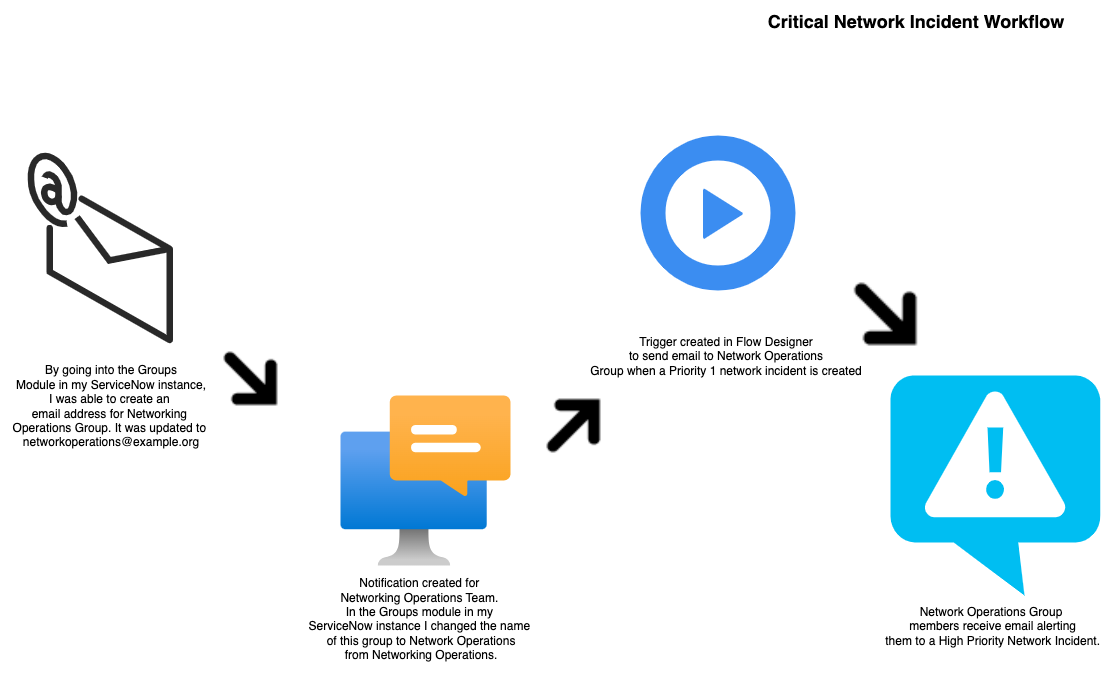 Critical Network Incident Workflow
@
By going into the Groups
Module in my ServiceNow instance,
I was able to create an
email address for Networking
Operations Group. It was updated to
networkoperations@example.org
Notification created for
Networking Operations Team.
In the Groups module in my
ServiceNow instance I changed the name
of this group to Network Operations
from Networking Operations.
Trigger created in Flow Designer
to send email to Network Operations
Group when a Priority 1 network incident is created
Network Operations Group
members receive email alerting
them to a High Priority Network Incident.